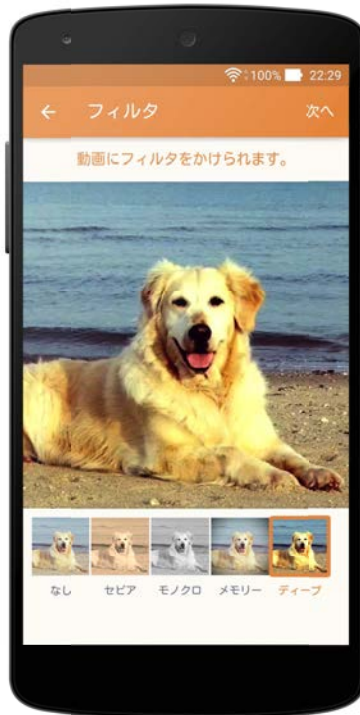 100% 22:29
フィルタ 次へ
動画にフィルタをかけられます。
なし セピア モノクロ メモリー ディープ